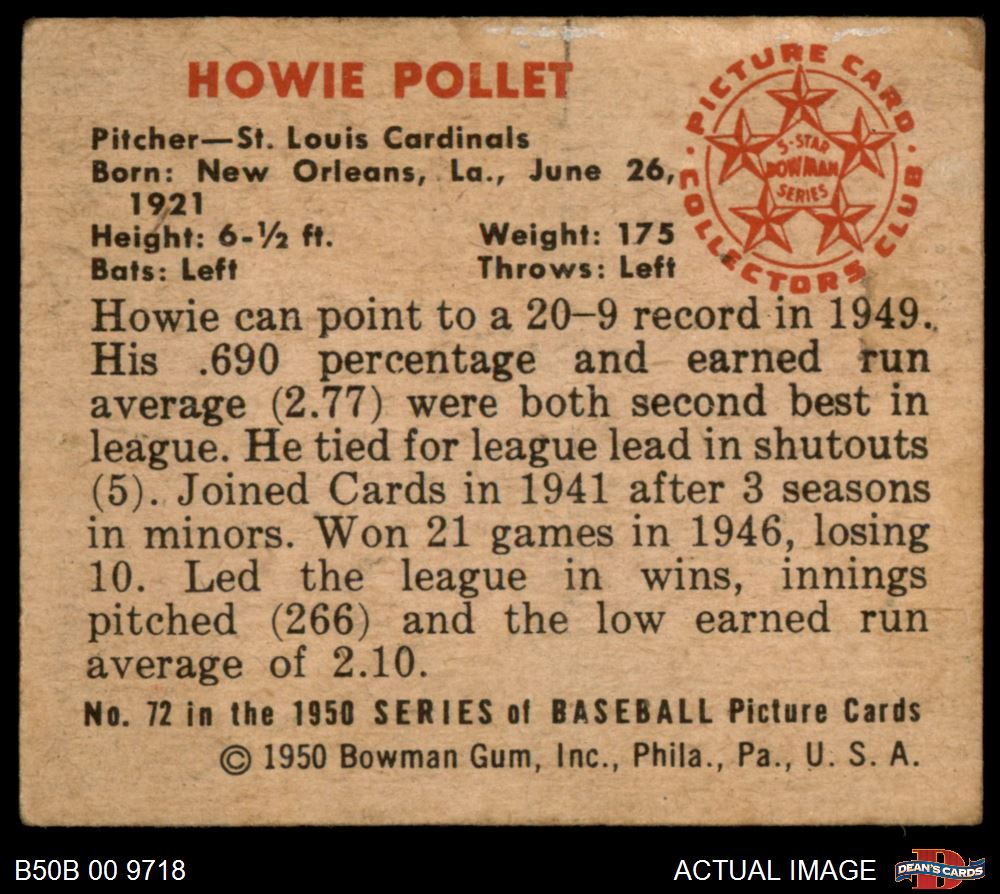 HOWIE POLLET
Pitcher—St. Louis Cardinals
Born: New Orleans, La., June 26,
1921
Height: 6-½ ft. Weight: 175
Bats: Left Throws: Left
PICTURE CARD
COLLECTORS CLUB
5-STAR
BOWMAN
SERIES
Howie can point to a 20–9 record in 1949.
His .690 percentage and earned run
average (2.77) were both second best in
league. He tied for league lead in shutouts
(5). Joined Cards in 1941 after 3 seasons
in minors. Won 21 games in 1946, losing
10. Led the league in wins, innings
pitched (266) and the low earned run
average of 2.10.
No. 72 in the 1950 SERIES of BASEBALL Picture Cards
© 1950 Bowman Gum, Inc., Phila., Pa., U. S. A.
B50B 00 9718 ACTUAL IMAGE
D
DEAN'S CARDS